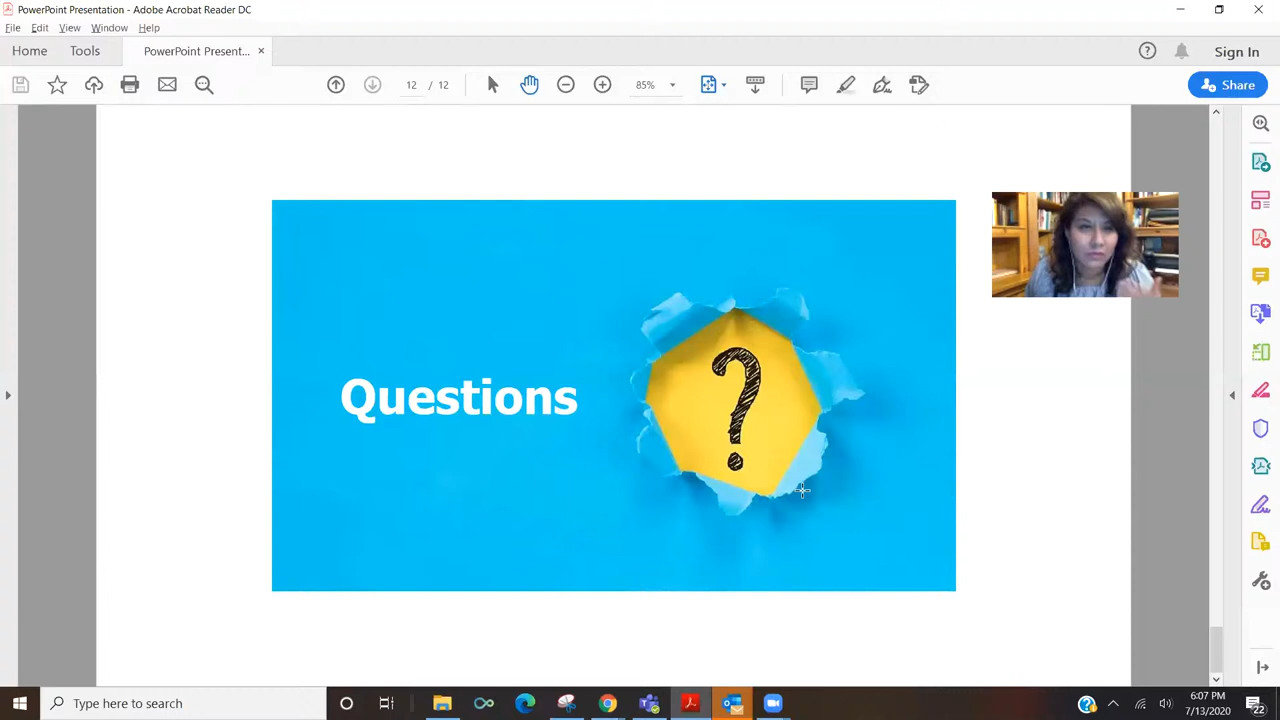 PowerPoint Presentation - Adobe Acrobat Reader DC
File Edit View Window Help
Home Tools PowerPoint Present... × Sign In
12 / 12 85% Share
Questions
?
Type here to search
6:07 PM
7/13/2020
22